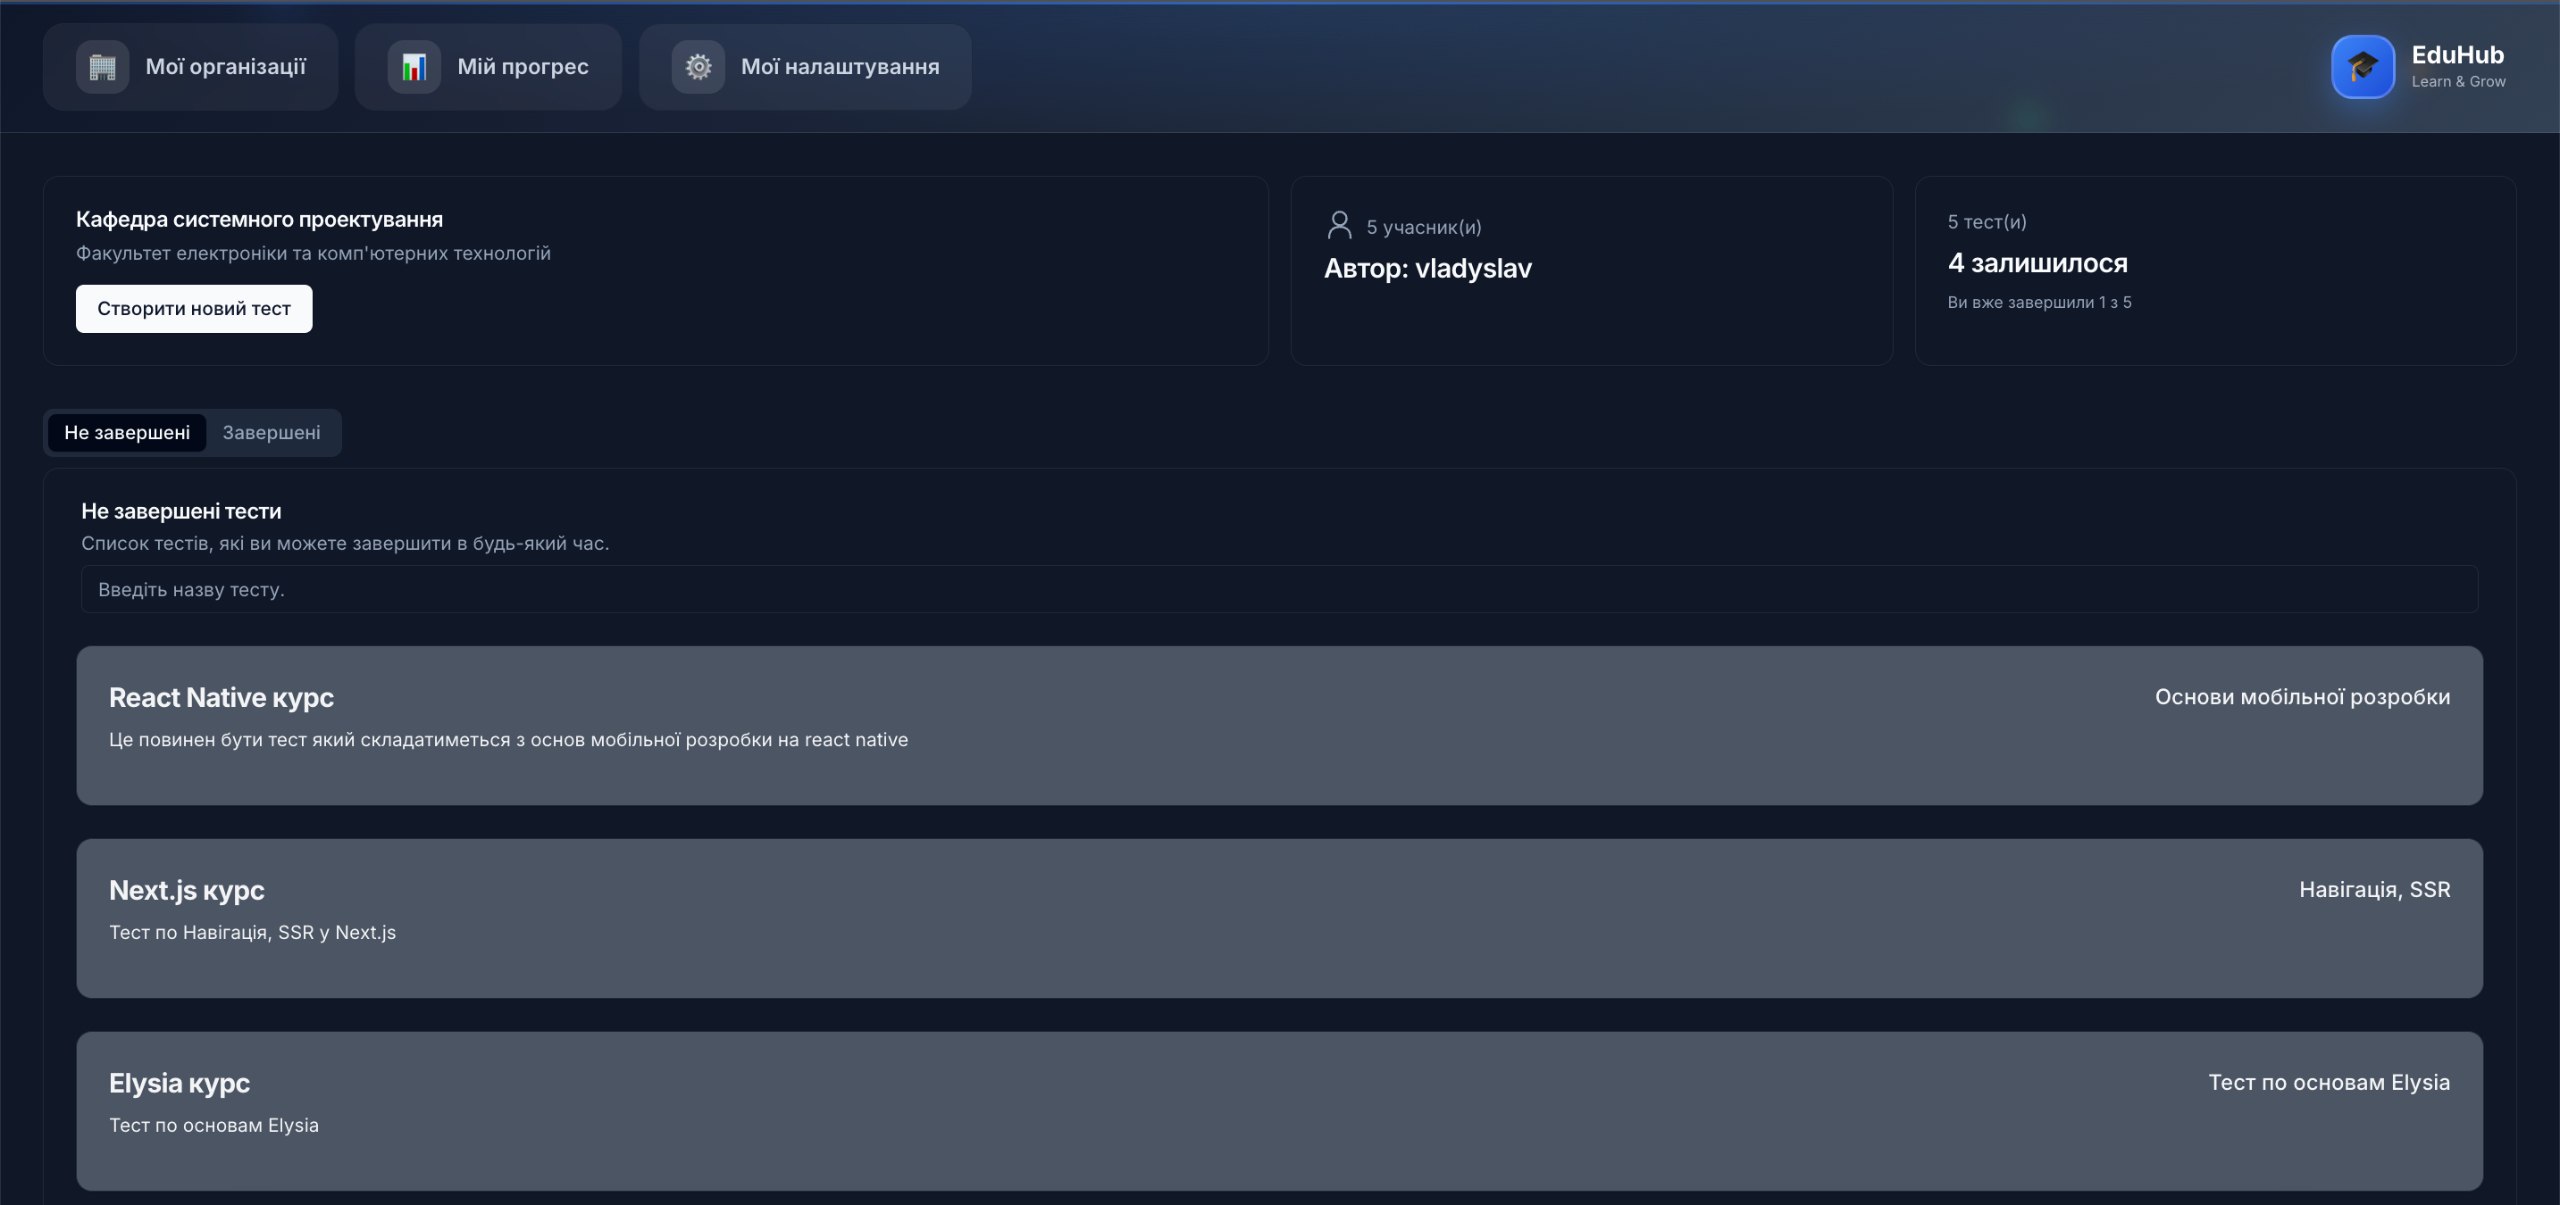 Мої організації
Мій прогрес
Мої налаштування
EduHub
Learn & Grow
Кафедра системного проектування
Факультет електроніки та комп'ютерних технологій
Створити новий тест
5 учасник(и)
Автор: vladyslav
5 тест(и)
4 залишилося
Ви вже завершили 1 з 5
Не завершені
Завершені
Не завершені тести
Список тестів, які ви можете завершити в будь-який час.
Введіть назву тесту.
React Native курс
Основи мобільної розробки
Це повинен бути тест який складатиметься з основ мобільної розробки на react native
Next.js курс
Навігація, SSR
Тест по Навігація, SSR у Next.js
Elysia курс
Тест по основам Elysia
Тест по основам Elysia